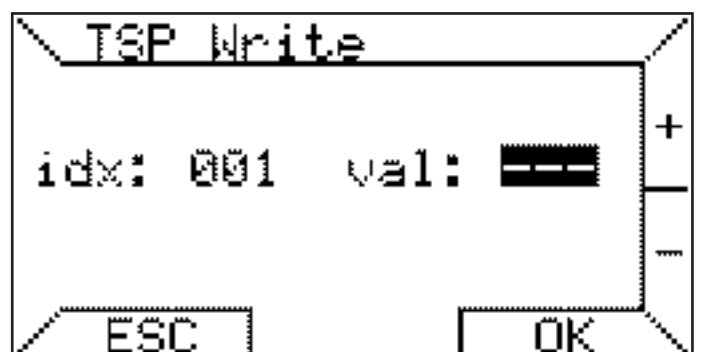 TSP Write
+
idx: 001 val: ---
-
ESC OK